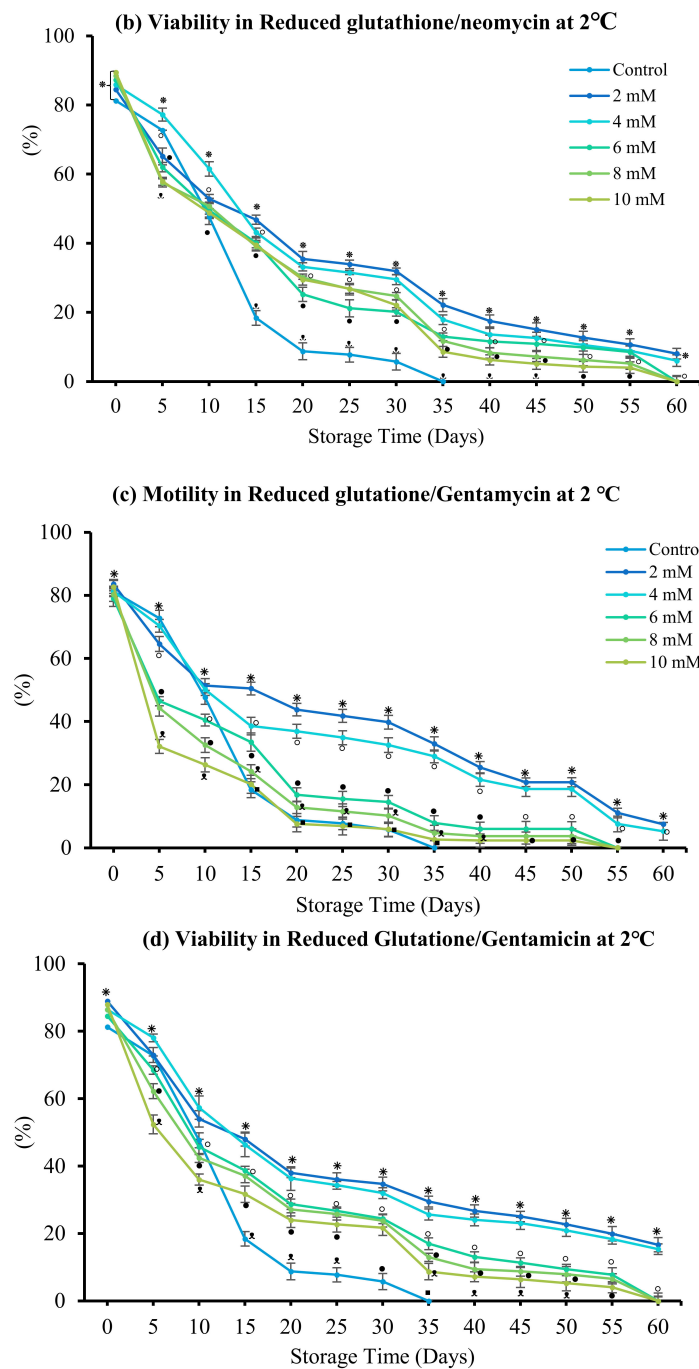 (b) Viability in Reduced glutathione/neomycin at 2°C
100
80
60
40
20
0
(%)
Control
2 mM
4 mM
6 mM
8 mM
10 mM
0 5 10 15 20 25 30 35 40 45 50 55 60
Storage Time (Days)
(c) Motility in Reduced glutatione/Gentamycin at 2 °C
100
80
60
40
20
0
(%)
Control
2 mM
4 mM
6 mM
8 mM
10 mM
0 5 10 15 20 25 30 35 40 45 50 55 60
Storage Time (Days)
(d) Viability in Reduced Glutatione/Gentamicin at 2°C
100
80
60
40
20
0
(%)
0 5 10 15 20 25 30 35 40 45 50 55 60
Storage Time (Days)